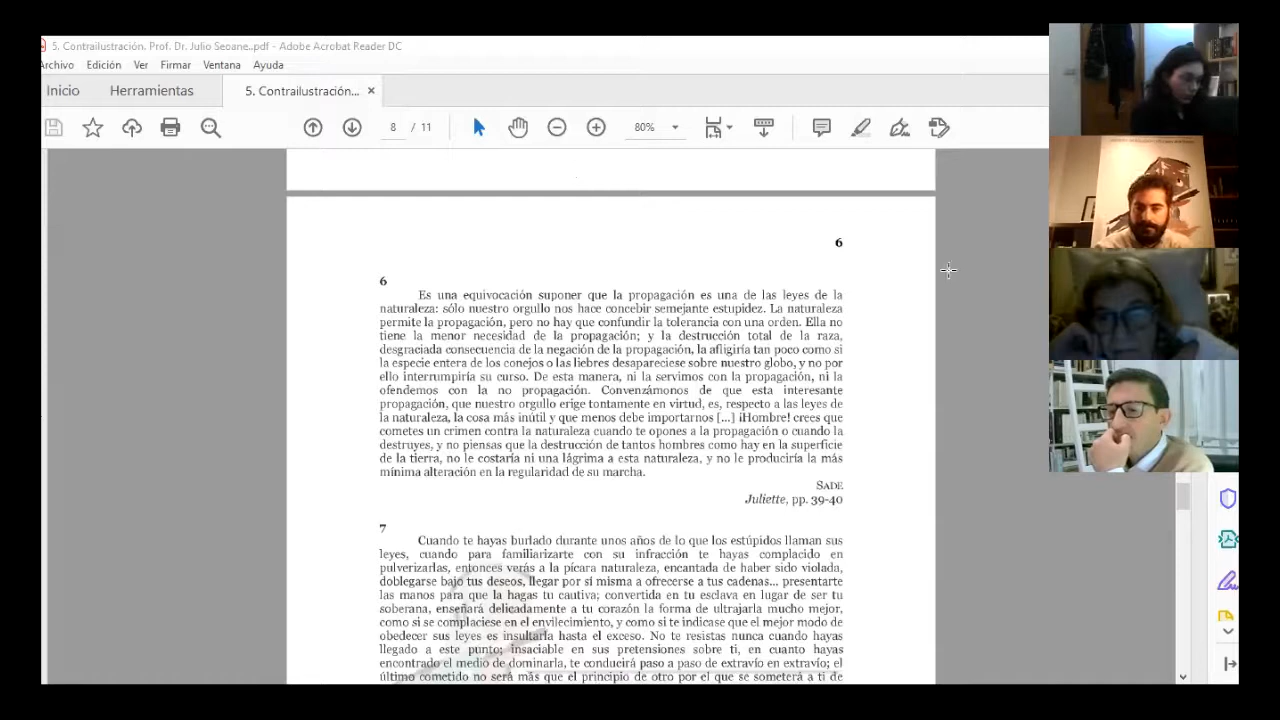 5. Contrailustración. Prof. Dr. Julio Seoane..pdf - Adobe Acrobat Reader DC
Archivo Edición Ver Firmar Ventana Ayuda
Inicio Herramientas 5. Contrailustración... ×
8 / 11 80%
6
6
Es una equivocación suponer que la propagación es una de las leyes de la
naturaleza: sólo nuestro orgullo nos hace concebir semejante estupidez. La naturaleza
permite la propagación, pero no hay que confundir la tolerancia con una orden. Ella no
tiene la menor necesidad de la propagación; y la destrucción total de la raza,
desgraciada consecuencia de la negación de la propagación, la afligiría tan poco como si
la especie entera de los conejos o las liebres desapareciese sobre nuestro globo, y no por
ello interrumpiría su curso. De esta manera, ni la servimos con la propagación, ni la
ofendemos con la no propagación. Convenzámonos de que esta interesante
propagación, que nuestro orgullo erige tontamente en virtud, es, respecto a las leyes de
la naturaleza, la cosa más inútil y que menos debe importarnos [...] ¡Hombre! crees que
cometes un crimen contra la naturaleza cuando te opones a la propagación o cuando la
destruyes, y no piensas que la destrucción de tantos hombres como hay en la superficie
de la tierra, no le costaría ni una lágrima a esta naturaleza, y no le produciría la más
mínima alteración en la regularidad de su marcha.
SADE
Juliette, pp. 39-40
7
Cuando te hayas burlado durante unos años de lo que los estúpidos llaman sus
leyes, cuando para familiarizarte con su infracción te hayas complacido en
pulverizarlas, entonces verás a la pícara naturaleza, encantada de haber sido violada,
doblegarse bajo tus deseos, llegar por sí misma a ofrecerse a tus cadenas... presentarte
las manos para que la hagas tu cautiva; convertida en tu esclava en lugar de ser tu
soberana, enseñará delicadamente a tu corazón la forma de ultrajarla mucho mejor,
como si se complaciese en el envilecimiento, y como si te indicase que el mejor modo de
obedecer sus leyes es insultarla hasta el exceso. No te resistas nunca cuando hayas
llegado a este punto; insaciable en sus pretensiones sobre ti, en cuanto hayas
encontrado el medio de dominarla, te conducirá paso a paso de extravío en extravío; el
último cometido no será más que el principio de otro por el que se someterá a ti de